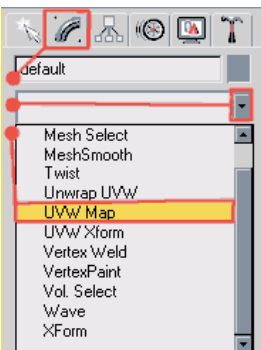 default
Mesh Select
MeshSmooth
Twist
Unwrap UVW
UVW Map
UVW Xform
Vertex Weld
VertexPaint
Vol. Select
Wave
XForm